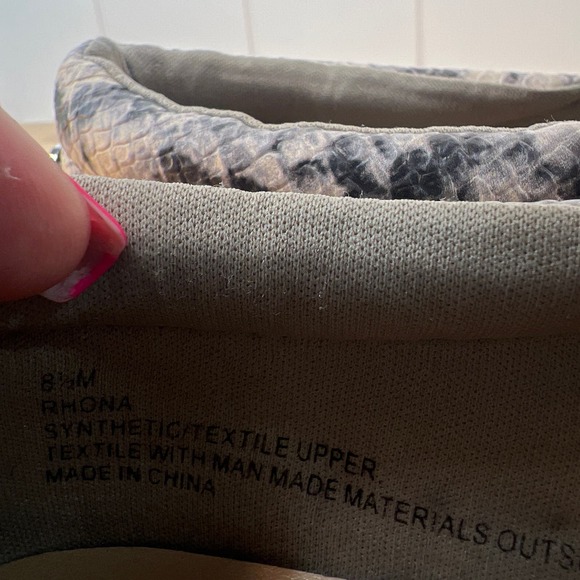 8½M
RHONA
SYNTHETIC/TEXTILE UPPER
TEXTILE WITH MAN MADE MATERIALS OUTS
MADE IN CHINA